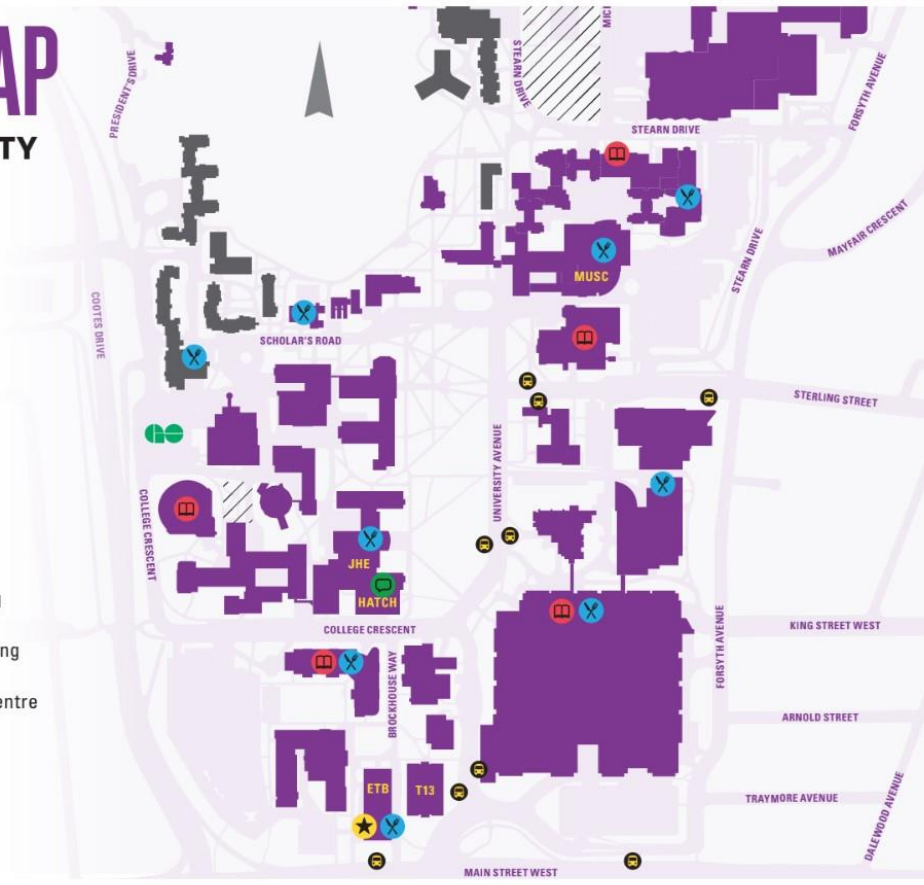 AP
TY
PRESIDENT'S DRIVE
STEARN DRIVE
FORSYTH AVENUE
STEARN DRIVE
MAYFAIR CRESCENT
STEARN DRIVE
MUSC
COOTES DRIVE
SCHOLAR'S ROAD
STERLING STREET
GO
UNIVERSITY AVENUE
COLLEGE CRESCENT
JHE
HATCH
COLLEGE CRESCENT
KING STREET WEST
ng
FORSYTH AVENUE
BROCKHOUSE WAY
entre
ARNOLD STREET
ETB
T13
TRAYMORE AVENUE
DALEWOOD AVENUE
MAIN STREET WEST